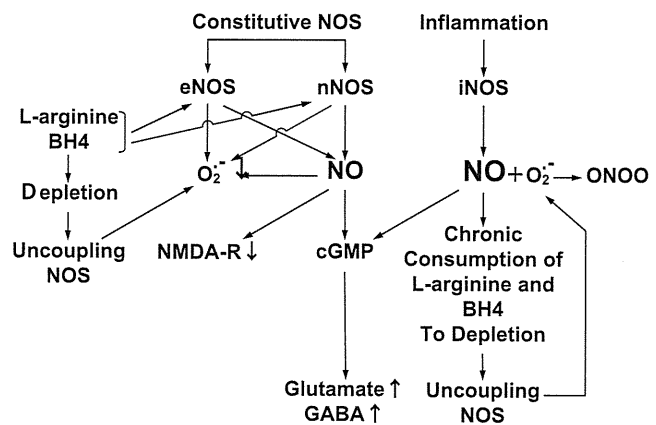 Constitutive NOS
Inflammation
eNOS
nNOS
iNOS
L-arginine
BH4
O₂·⁻ ↓
NO
NO + O₂·⁻ → ONOO
Depletion
Uncoupling
NOS
NMDA-R ↓
cGMP
Chronic
Consumption of
L-arginine and
BH4
To Depletion
Glutamate ↑
GABA ↑
Uncoupling
NOS